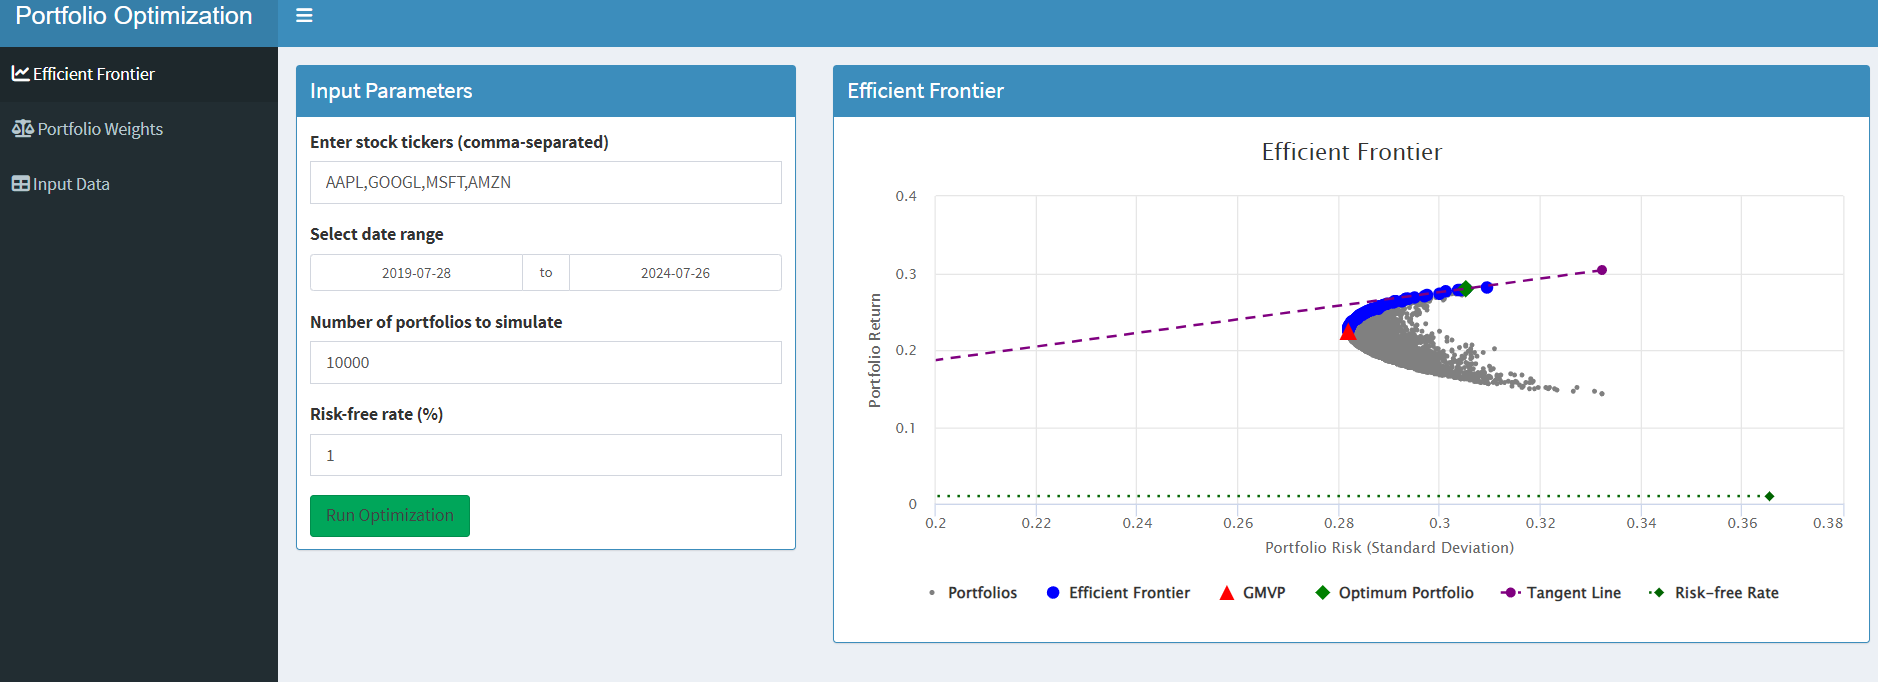 Portfolio Optimization
Efficient Frontier
Portfolio Weights
Input Data
Input Parameters
Enter stock tickers (comma-separated)
AAPL,GOOGL,MSFT,AMZN
Select date range
2019-07-28 to 2024-07-26
Number of portfolios to simulate
10000
Risk-free rate (%)
1
Run Optimization
Efficient Frontier
Efficient Frontier
Portfolio Return
0.4
0.3
0.2
0.1
0
0.2 0.22 0.24 0.26 0.28 0.3 0.32 0.34 0.36 0.38
Portfolio Risk (Standard Deviation)
Portfolios Efficient Frontier GMVP Optimum Portfolio Tangent Line Risk-free Rate